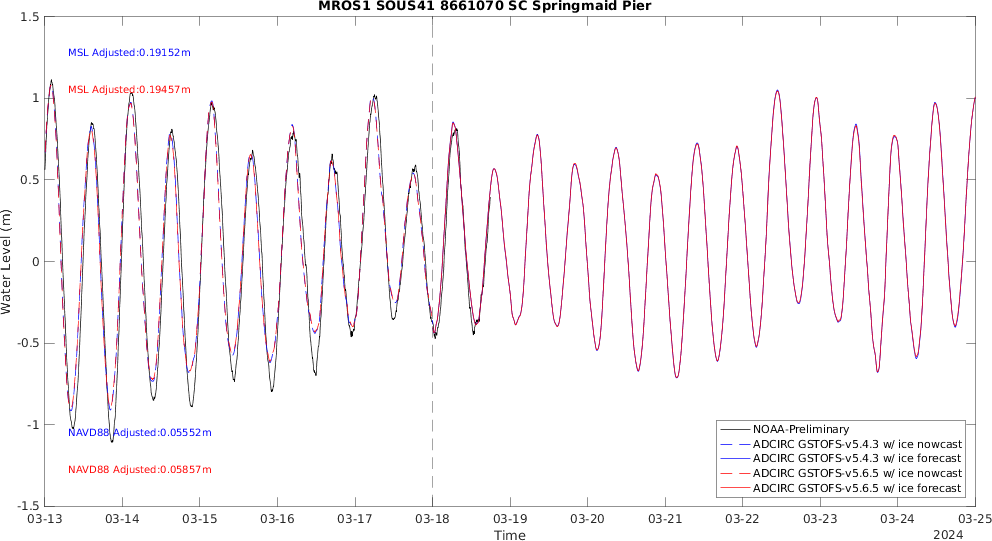 MROS1 SOUS41 8661070 SC Springmaid Pier
1.5
1
0.5
0
-0.5
-1
-1.5
Water Level (m)
MSL Adjusted:0.19152m
MSL Adjusted:0.19457m
NAVD88 Adjusted:0.05552m
NAVD88 Adjusted:0.05857m
NOAA-Preliminary
ADCIRC GSTOFS-v5.4.3 w/ ice nowcast
ADCIRC GSTOFS-v5.4.3 w/ ice forecast
ADCIRC GSTOFS-v5.6.5 w/ ice nowcast
ADCIRC GSTOFS-v5.6.5 w/ ice forecast
03-13 03-14 03-15 03-16 03-17 03-18 03-19 03-20 03-21 03-22 03-23 03-24 03-25
Time
2024